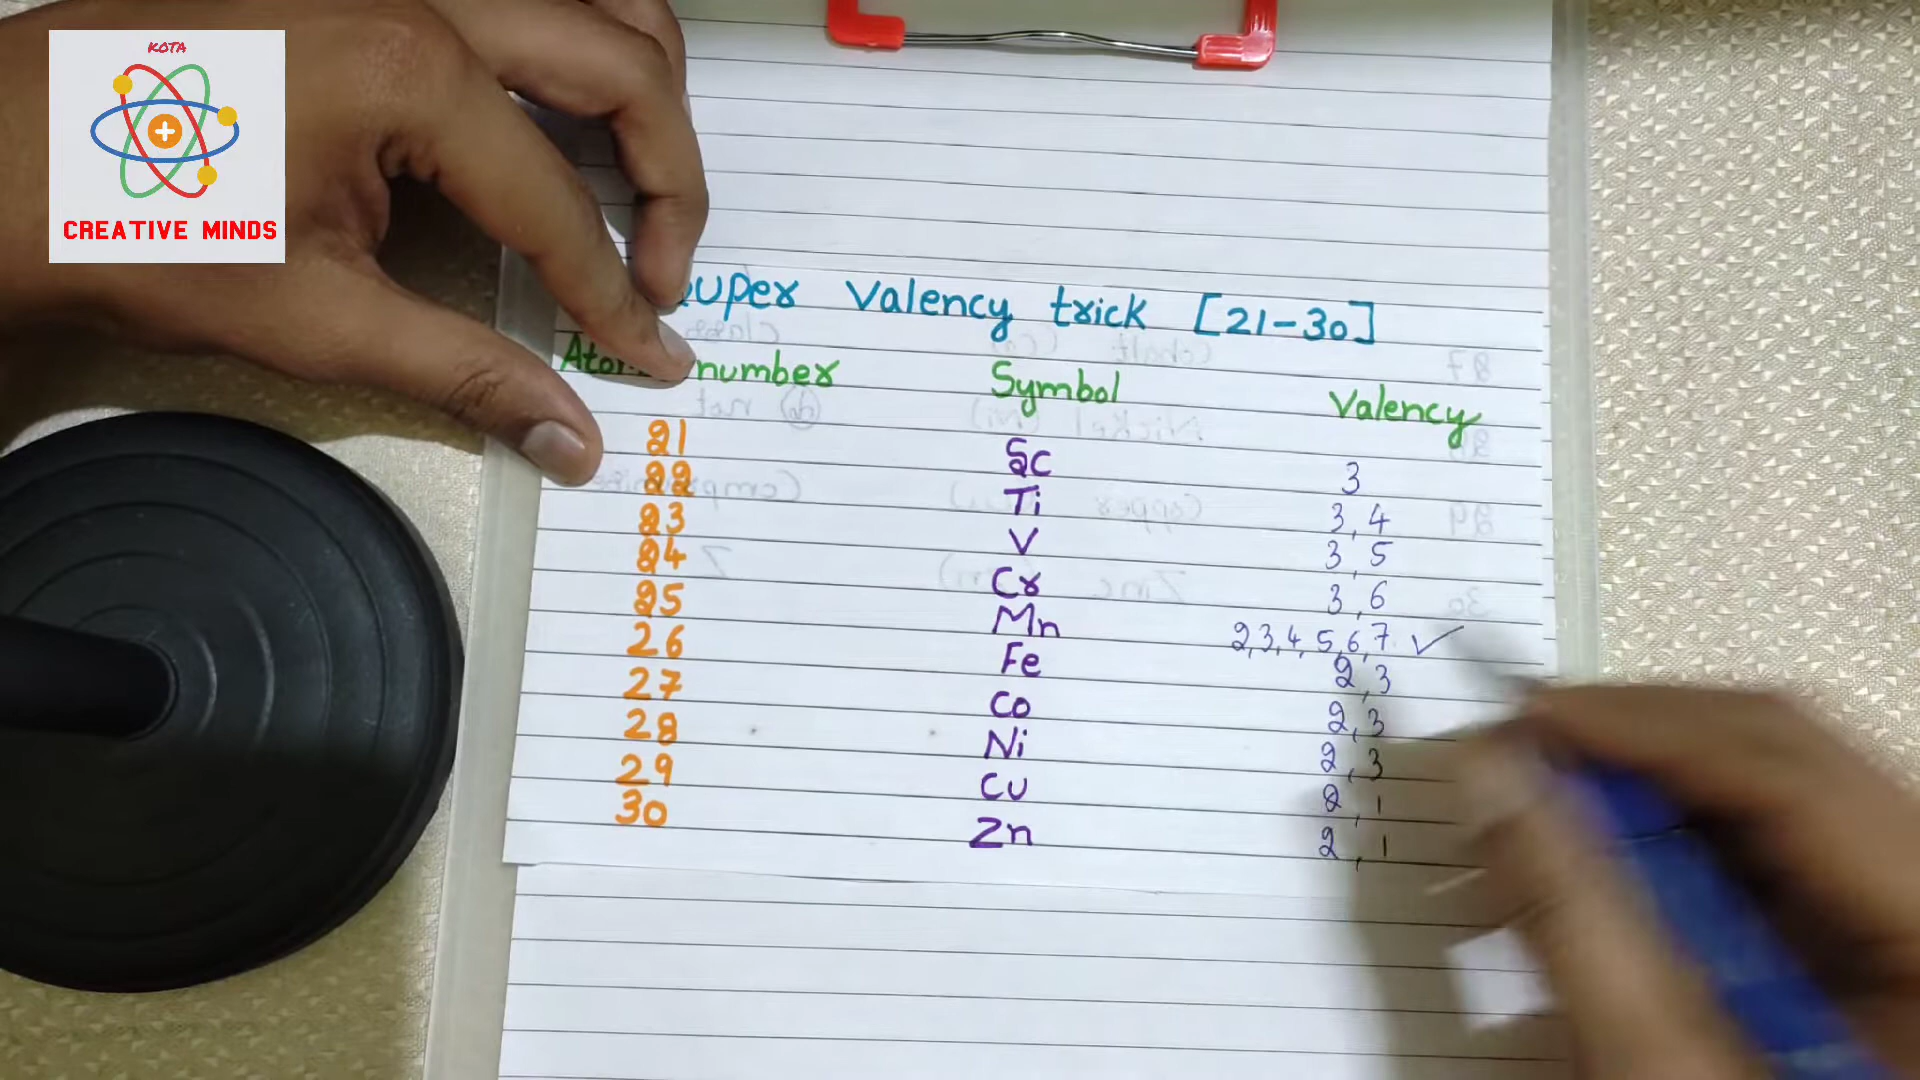 KOTA
CREATIVE MINDS
Super Valency trick [21-30]
number Symbol Valency
21 Sc 3
22 Ti 3,4
23 V 3,5
24 Cr 3,6
25 Mn 2,3,4,5,6,7 ✓
26 Fe 2,3
27 Co 2,3
28 Ni 2,3
29 Cu 2,1
30 Zn 2,1